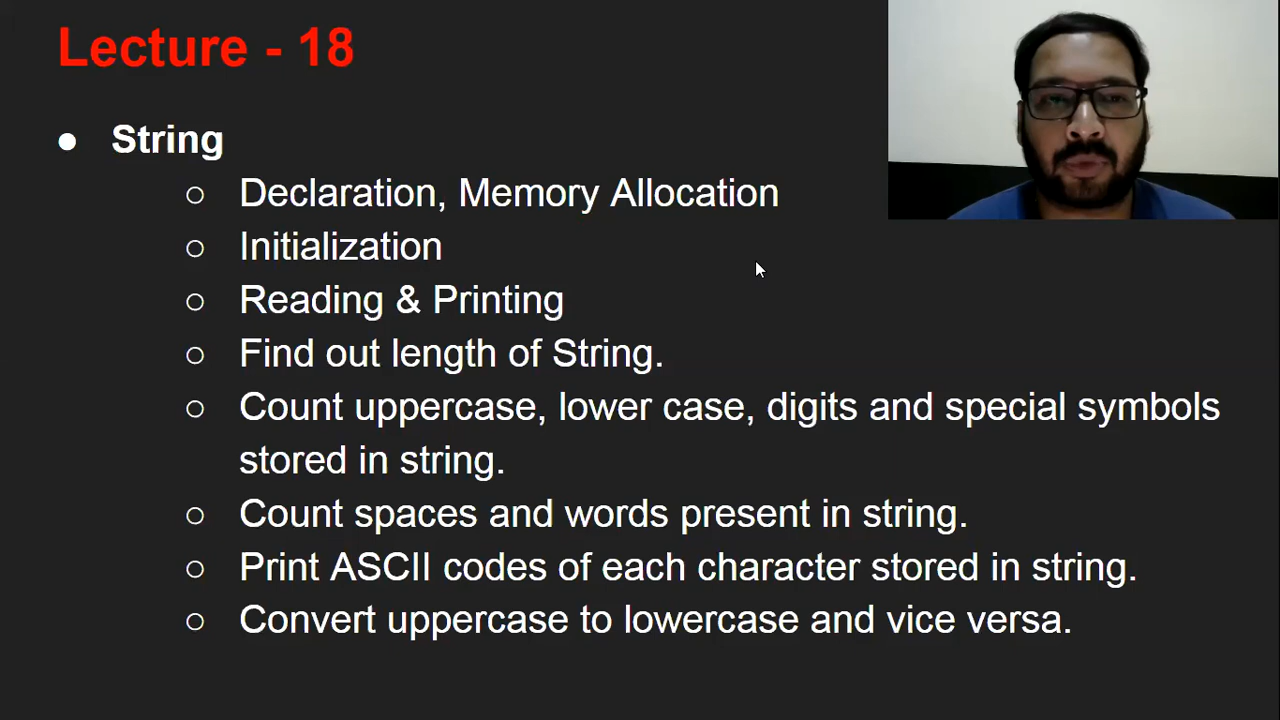 Lecture - 18
● String
○ Declaration, Memory Allocation
○ Initialization
○ Reading & Printing
○ Find out length of String.
○ Count uppercase, lower case, digits and special symbols
stored in string.
○ Count spaces and words present in string.
○ Print ASCII codes of each character stored in string.
○ Convert uppercase to lowercase and vice versa.